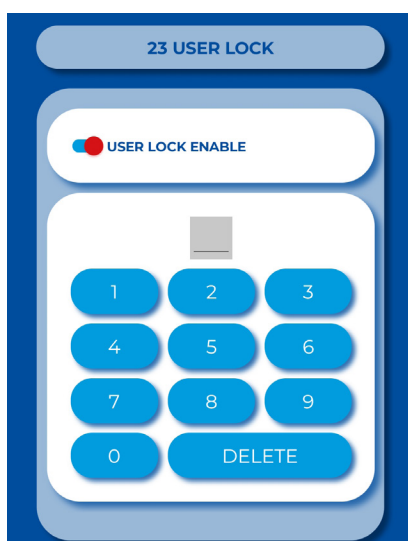 23 USER LOCK
USER LOCK ENABLE
1 2 3
4 5 6
7 8 9
0 DELETE